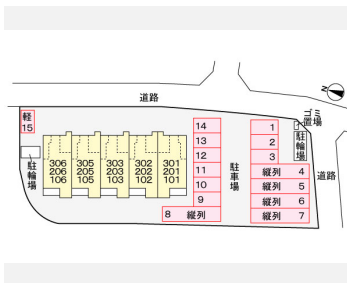 道路
N
ゴミ置場
軽
15
駐輪場
306 305 303 302 301
206 205 203 202 201
106 105 103 102 101
14
13
12
11
10
9
8 縦列
駐車場
1
2
3
駐輪場
縦列 4
縦列 5
縦列 6
縦列 7
道路